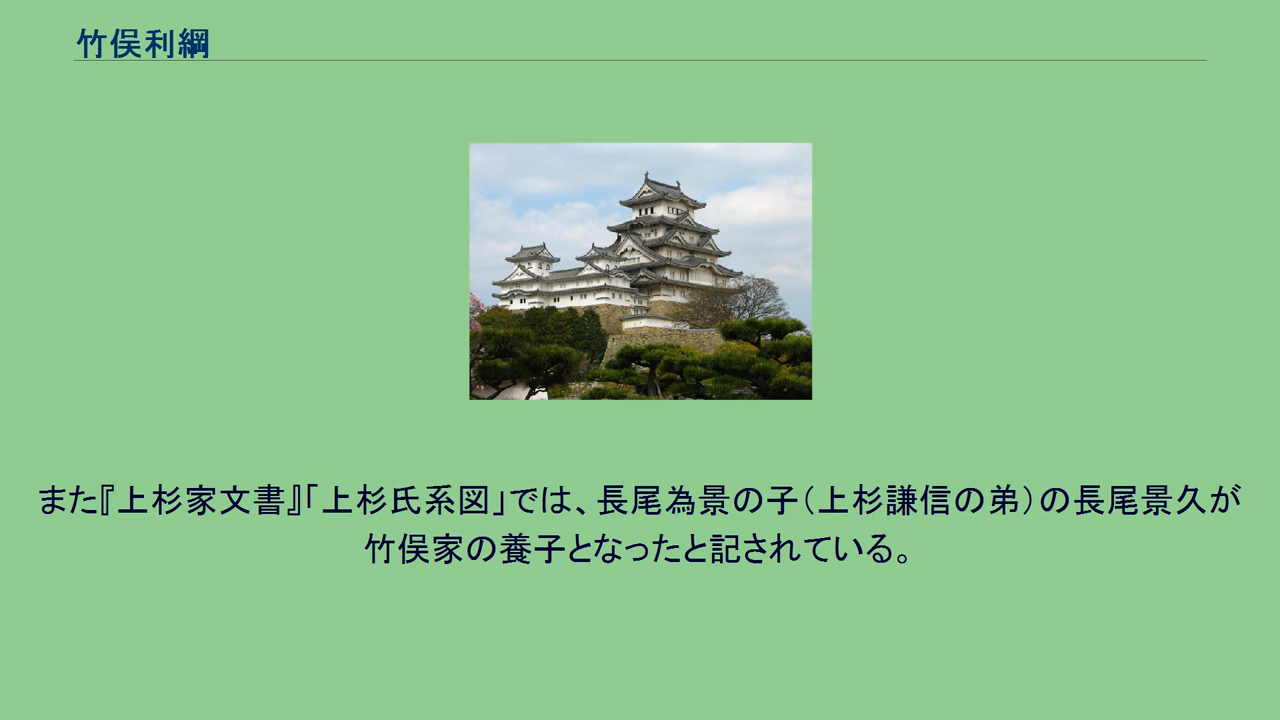 竹俣利綱
また『上杉家文書』「上杉氏系図」では、長尾為景の子（上杉謙信の弟）の長尾景久が
竹俣家の養子となったと記されている。